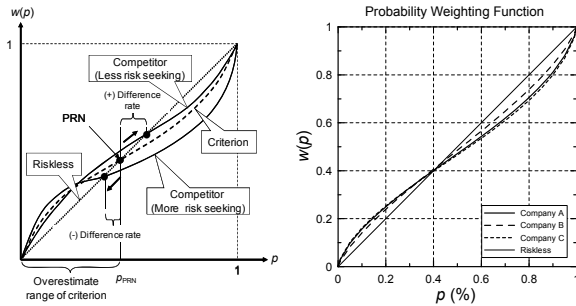 w(p)
1
Competitor
(Less risk seeking)
(+) Difference
rate
PRN
Criterion
Riskless
Competitor
(More risk seeking)
(-) Difference rate
p
1
Overestimate
range of criterion
pPRN
Probability Weighting Function
w(p)
1
0.8
0.6
0.4
0.2
0
0
0.2
0.4
0.6
0.8
1
p (%)
Company A
Company B
Company C
Riskless